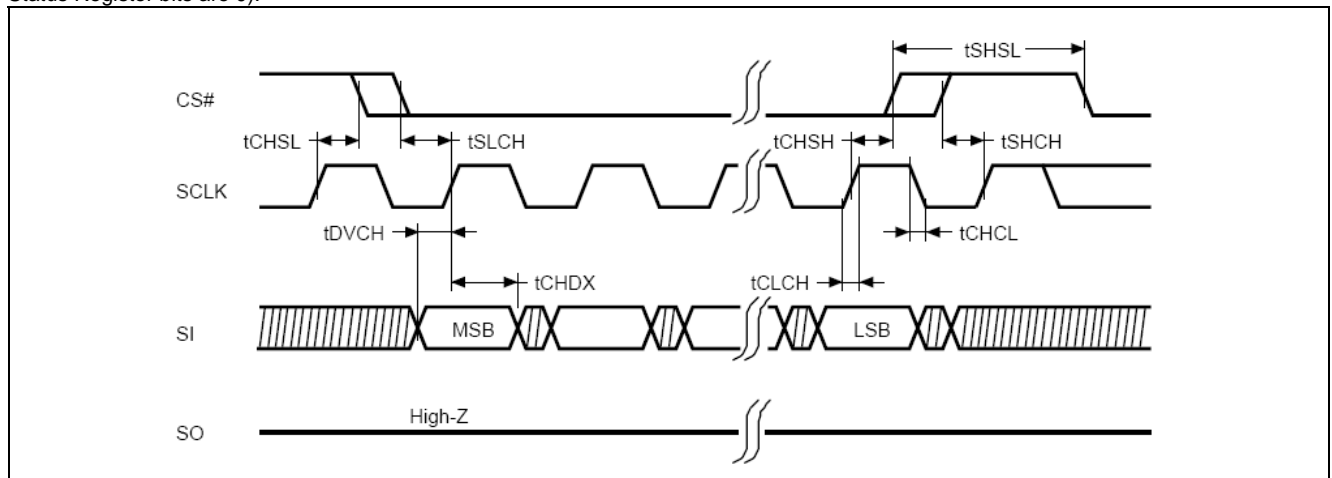 Status Register bits are 0).
tSHSL
CS#
tCHSL
tSLCH
tCHSH
tSHCH
SCLK
tDVCH
tCHCL
tCHDX
tCLCH
SI
MSB
LSB
High-Z
SO